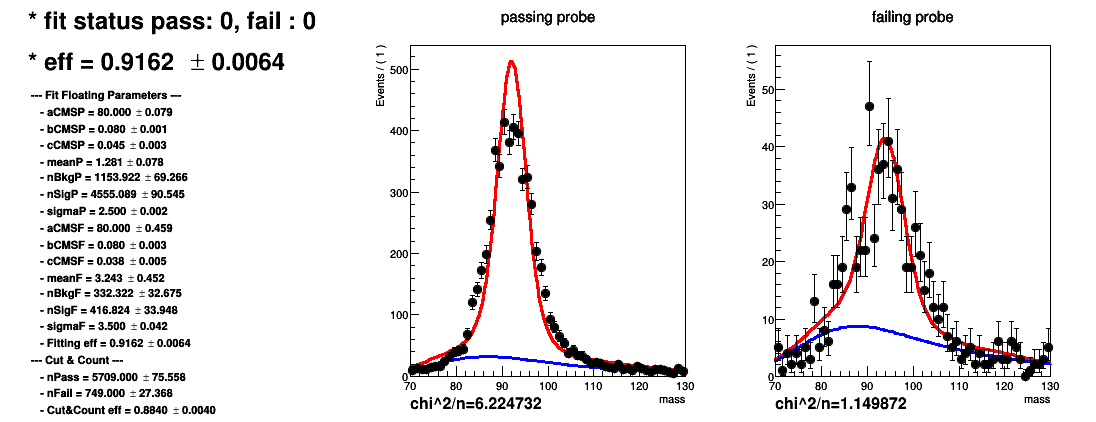 * fit status pass: 0, fail : 0
* eff = 0.9162 ± 0.0064
--- Fit Floating Parameters ---
- aCMSP = 80.000 ± 0.079
- bCMSP = 0.080 ± 0.001
- cCMSP = 0.045 ± 0.003
- meanP = 1.281 ± 0.078
- nBkgP = 1153.922 ± 69.266
- nSigP = 4555.089 ± 90.545
- sigmaP = 2.500 ± 0.002
- aCMSF = 80.000 ± 0.459
- bCMSF = 0.080 ± 0.003
- cCMSF = 0.038 ± 0.005
- meanF = 3.243 ± 0.452
- nBkgF = 332.322 ± 32.675
- nSigF = 416.824 ± 33.948
- sigmaF = 3.500 ± 0.042
- Fitting eff = 0.9162 ± 0.0064
--- Cut & Count ---
- nPass = 5709.000 ± 75.558
- nFail = 749.000 ± 27.368
- Cut&Count eff = 0.8840 ± 0.0040
passing probe
Events / ( 1 )
500
400
300
200
100
0
70 80 90 100 110 120 130
mass
chi^2/n=6.224732
failing probe
Events / ( 1 )
50
40
30
20
10
0
70 80 90 100 110 120 130
mass
chi^2/n=1.149872